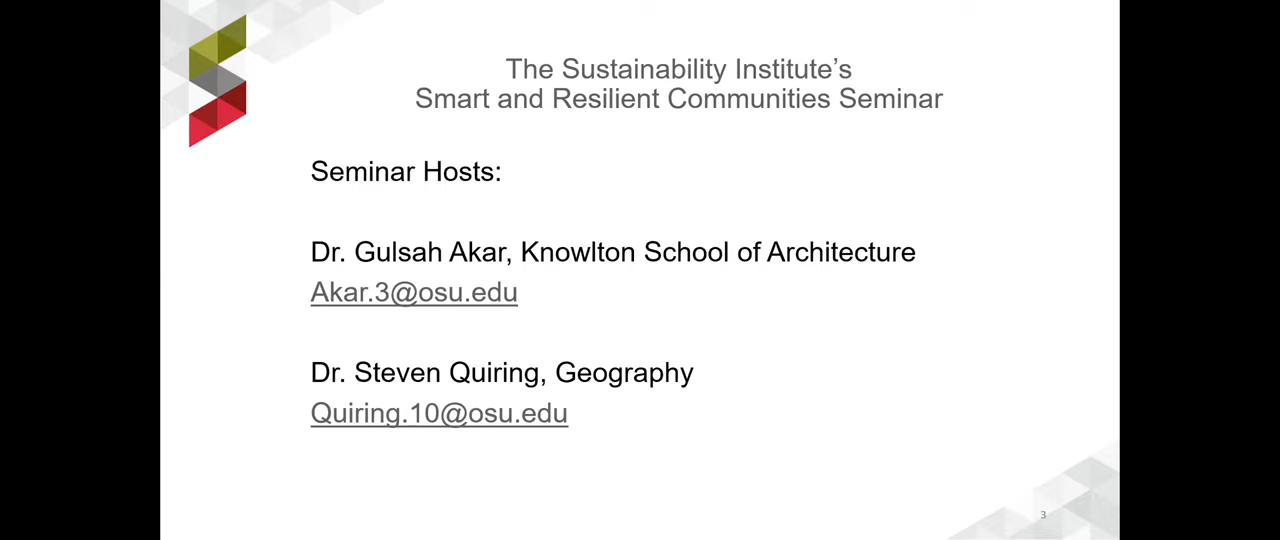 The Sustainability Institute’s
Smart and Resilient Communities Seminar
Seminar Hosts:
Dr. Gulsah Akar, Knowlton School of Architecture
Akar.3@osu.edu
Dr. Steven Quiring, Geography
Quiring.10@osu.edu
3